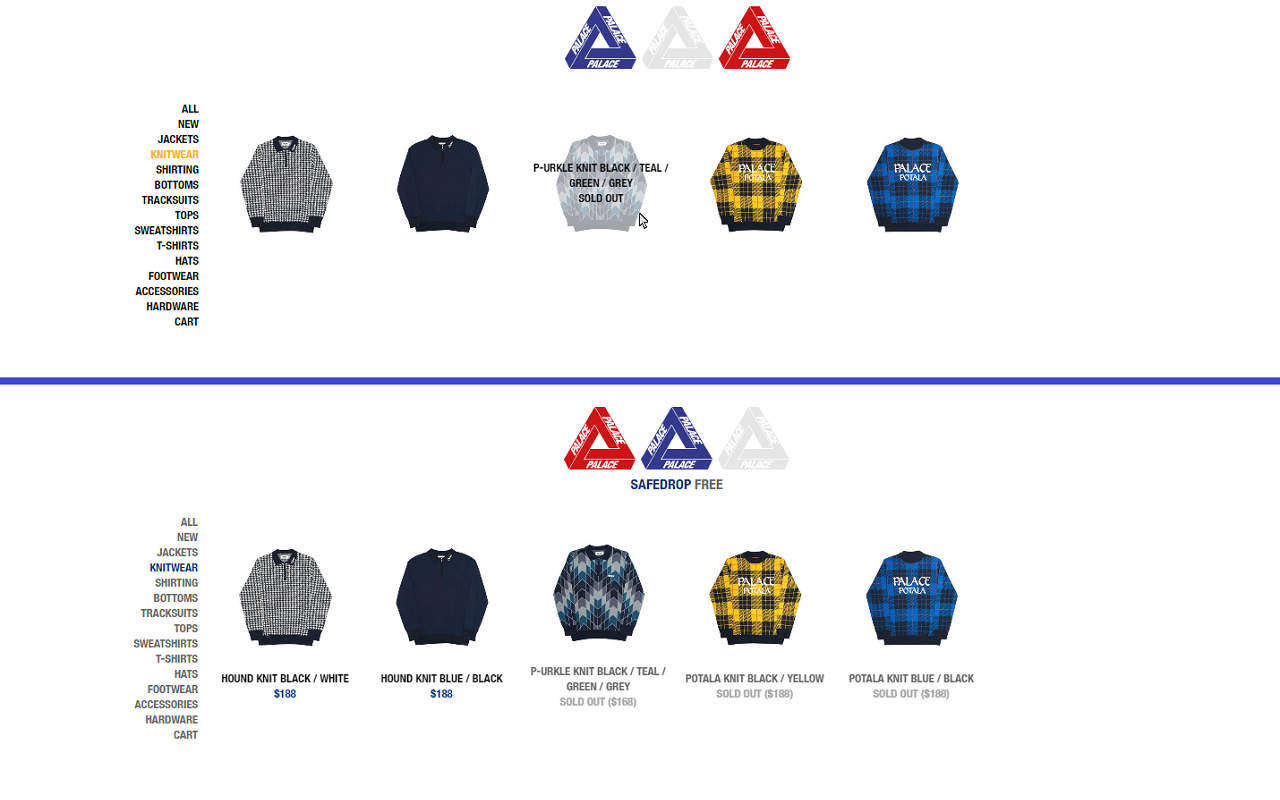 PALACE PALACE PALACE
PALACE PALACE PALACE
PALACE PALACE PALACE
ALL
NEW
JACKETS
KNITWEAR
SHIRTING
BOTTOMS
TRACKSUITS
TOPS
SWEATSHIRTS
T-SHIRTS
HATS
FOOTWEAR
ACCESSORIES
HARDWARE
CART
P-URKLE KNIT BLACK / TEAL /
GREEN / GREY
SOLD OUT
PALACE
POTALA
PALACE
POTALA
PALACE PALACE PALACE
PALACE PALACE PALACE
PALACE PALACE PALACE
SAFEDROP FREE
ALL
NEW
JACKETS
KNITWEAR
SHIRTING
BOTTOMS
TRACKSUITS
TOPS
SWEATSHIRTS
T-SHIRTS
HATS
FOOTWEAR
ACCESSORIES
HARDWARE
CART
PALACE
POTALA
PALACE
POTALA
HOUND KNIT BLACK / WHITE
$188
HOUND KNIT BLUE / BLACK
$188
P-URKLE KNIT BLACK / TEAL /
GREEN / GREY
SOLD OUT ($168)
POTALA KNIT BLACK / YELLOW
SOLD OUT ($188)
POTALA KNIT BLUE / BLACK
SOLD OUT ($188)